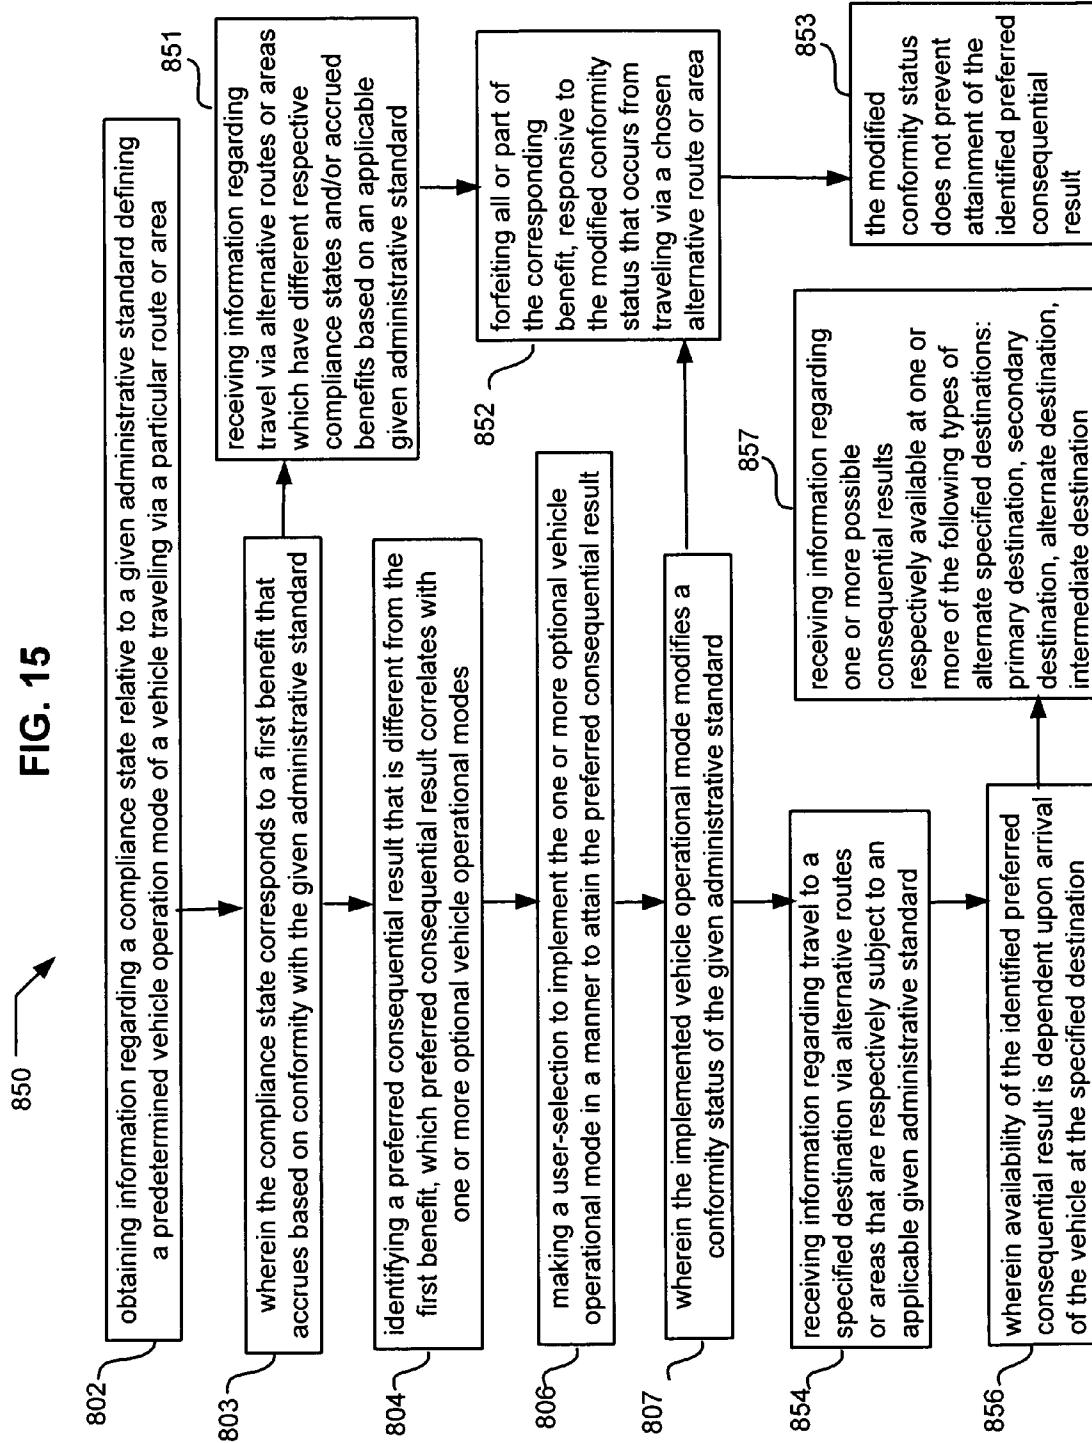 FIG. 15
850
802
obtaining information regarding a compliance state relative to a given administrative standard defining
a predetermined vehicle operation mode of a vehicle traveling via a particular route or area
803
wherein the compliance state corresponds to a first benefit that
accrues based on conformity with the given administrative standard
851
receiving information regarding
travel via alternative routes or areas
which have different respective
compliance states and/or accrued
benefits based on an applicable
given administrative standard
804
identifying a preferred consequential result that is different from the
first benefit, which preferred consequential result correlates with
one or more optional vehicle operational modes
852
forfeiting all or part of
the corresponding
benefit, responsive to
the modified conformity
status that occurs from
traveling via a chosen
alternative route or area
806
making a user-selection to implement the one or more optional vehicle
operational mode in a manner to attain the preferred consequential result
807
wherein the implemented vehicle operational mode modifies a
conformity status of the given administrative standard
853
the modified
conformity status
does not prevent
attainment of the
identified preferred
consequential
result
854
receiving information regarding travel to a
specified destination via alternative routes
or areas that are respectively subject to an
applicable given administrative standard
857
receiving information regarding
one or more possible
consequential results
respectively available at one or
more of the following types of
alternate specified destinations:
primary destination, secondary
destination, alternate destination,
intermediate destination
856
wherein availability of the identified preferred
consequential result is dependent upon arrival
of the vehicle at the specified destination